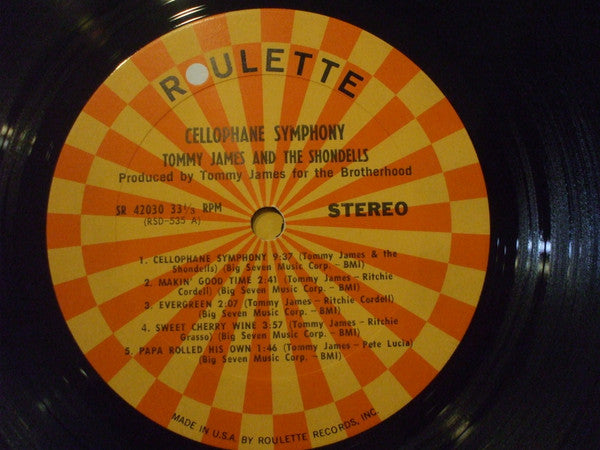 ROULETTE
CELLOPHANE SYMPHONY
TOMMY JAMES AND THE SHONDELLS
Produced by Tommy James for the Brotherhood
SR 42030 33⅓ RPM
(RSD-535 A)
STEREO
1. CELLOPHANE SYMPHONY 9:37 (Tommy James & the
Shondells) (Big Seven Music Corp. - BMI)
2. MAKIN' GOOD TIME 2:41 (Tommy James - Ritchie
Cordell) (Big Seven Music Corp. - BMI)
3. EVERGREEN 2:07 (Tommy James - Ritchie Cordell)
(Big Seven Music Corp. - BMI)
4. SWEET CHERRY WINE 3:57 (Tommy James - Ritchie
Grasso) (Big Seven Music Corp. - BMI)
5. PAPA ROLLED HIS OWN 1:46 (Tommy James - Pete Lucia)
(Big Seven Music Corp. - BMI)
MADE IN U.S.A. BY ROULETTE RECORDS, INC.